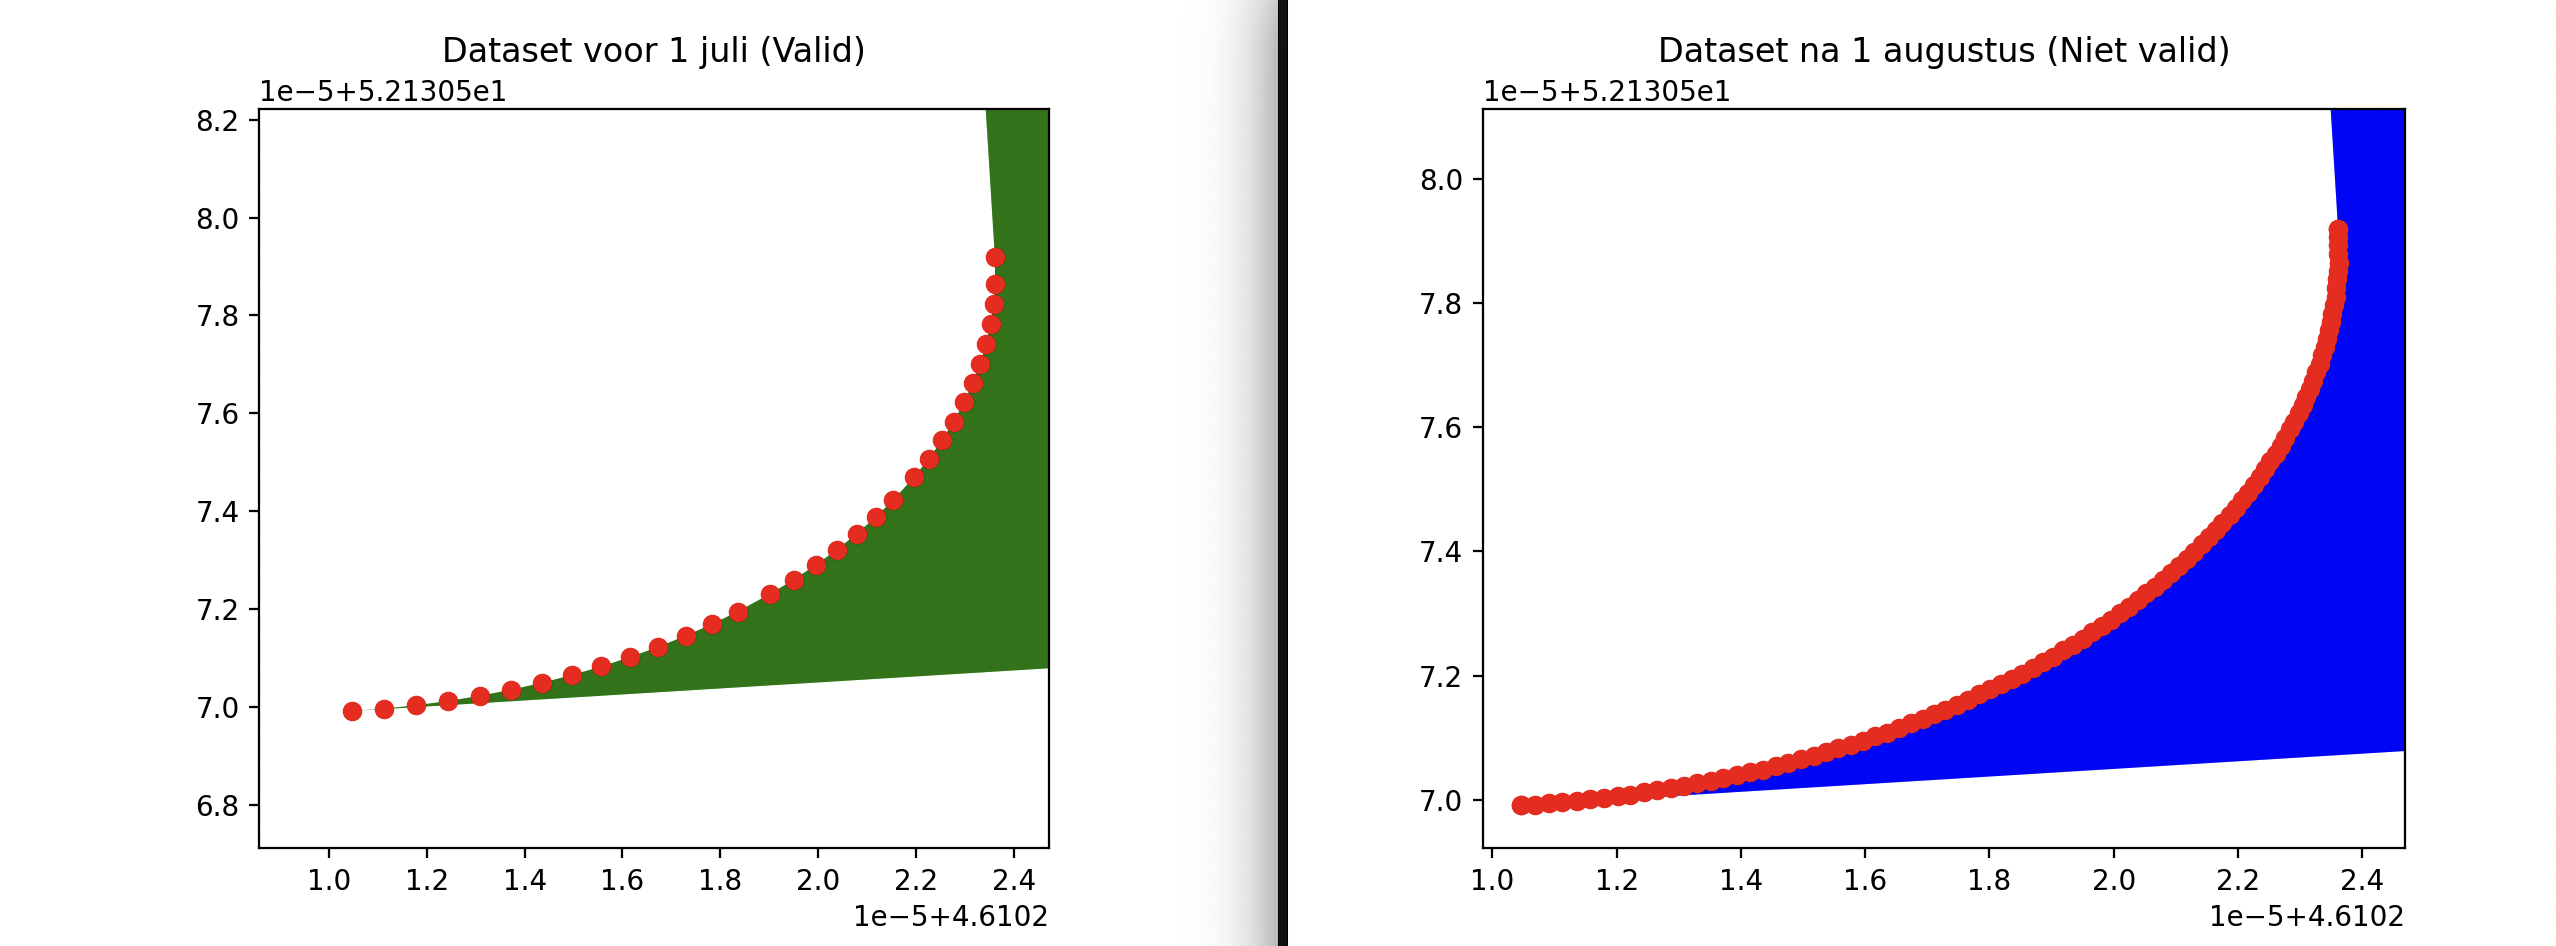 Dataset voor 1 juli (Valid)
1e−5+5.21305e1
8.2
8.0
7.8
7.6
7.4
7.2
7.0
6.8
1.0 1.2 1.4 1.6 1.8 2.0 2.2 2.4
1e−5+4.6102
Dataset na 1 augustus (Niet valid)
1e−5+5.21305e1
8.0
7.8
7.6
7.4
7.2
7.0
1.0 1.2 1.4 1.6 1.8 2.0 2.2 2.4
1e−5+4.6102